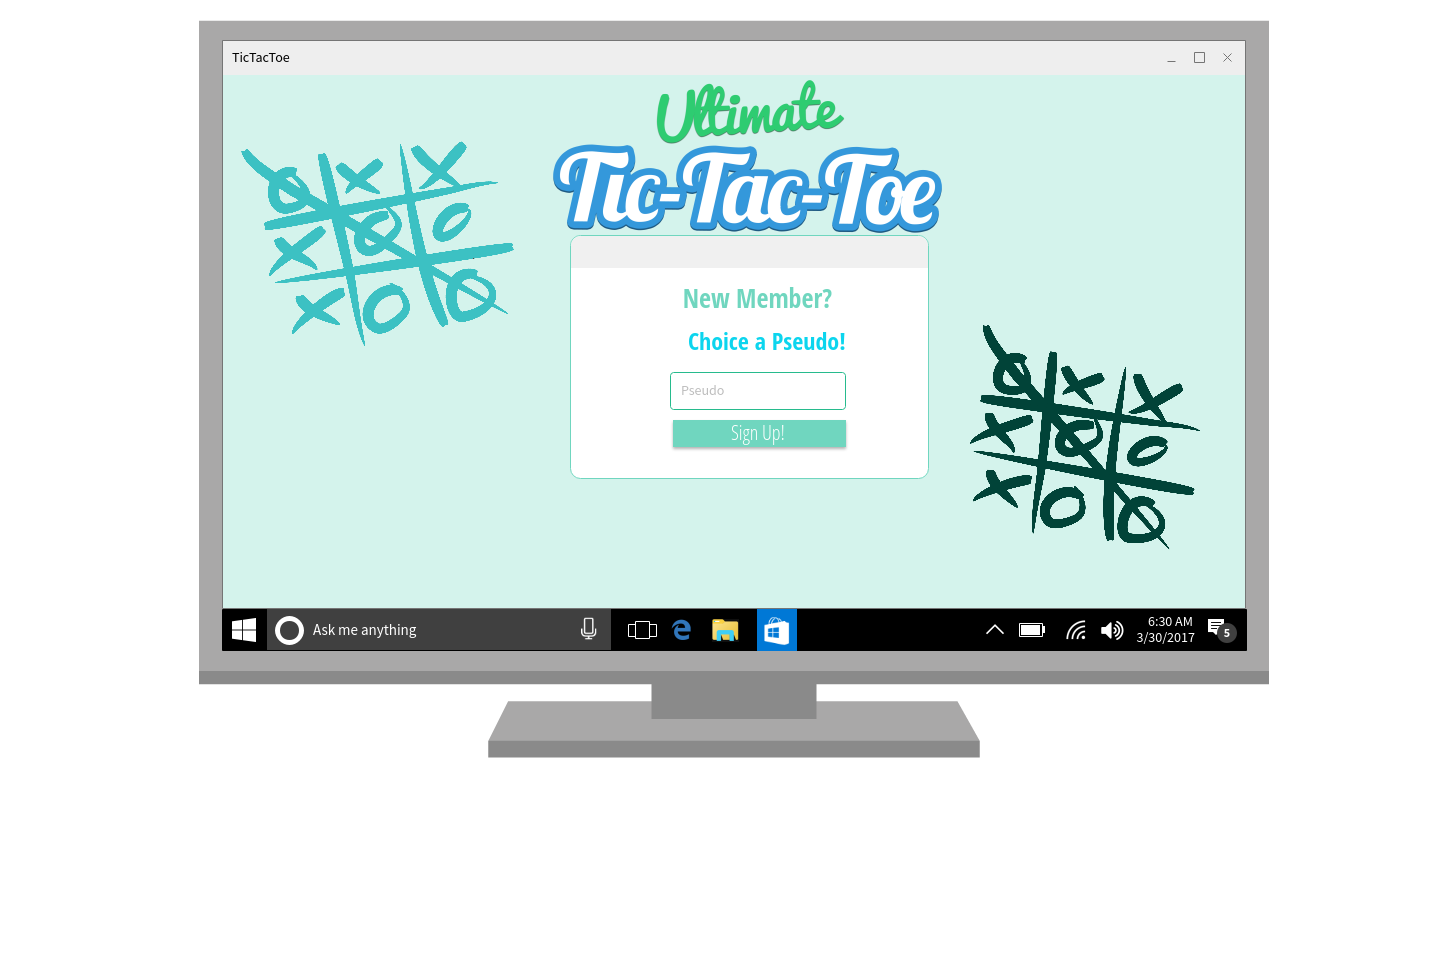 TicTacToe
Ultimate
Tic-Tac-Toe
New Member?
Choice a Pseudo!
Pseudo
Sign Up!
Ask me anything
6:30 AM
3/30/2017
5